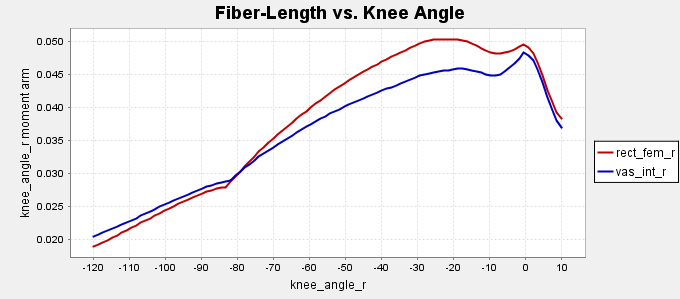 Fiber-Length vs. Knee Angle
knee_angle_r moment arm
0.050
0.045
0.040
0.035
0.030
0.025
0.020
-120 -110 -100 -90 -80 -70 -60 -50 -40 -30 -20 -10 0 10
knee_angle_r
rect_fem_r
vas_int_r